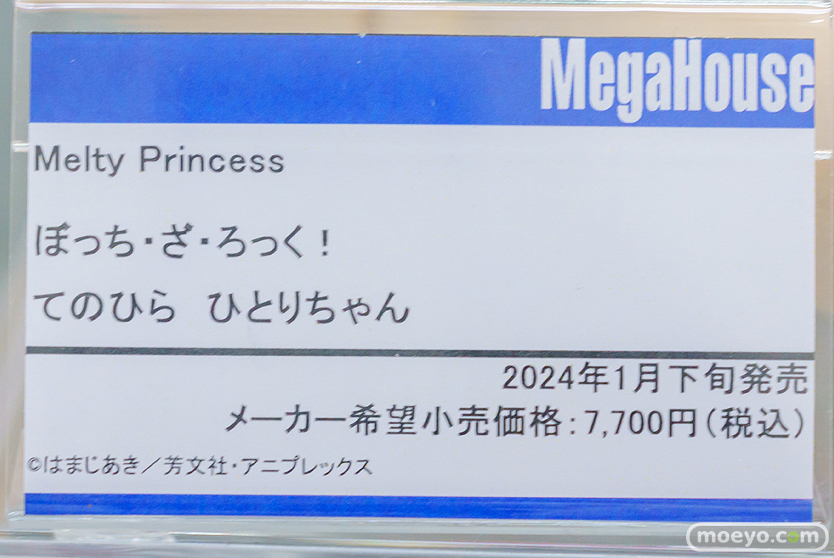 MegaHouse
Melty Princess
ぼっち・ざ・ろっく！
てのひら　ひとりちゃん
2024年1月下旬発売
メーカー希望小売価格：7,700円（税込）
©はまじあき／芳文社・アニプレックス
moeyo.com